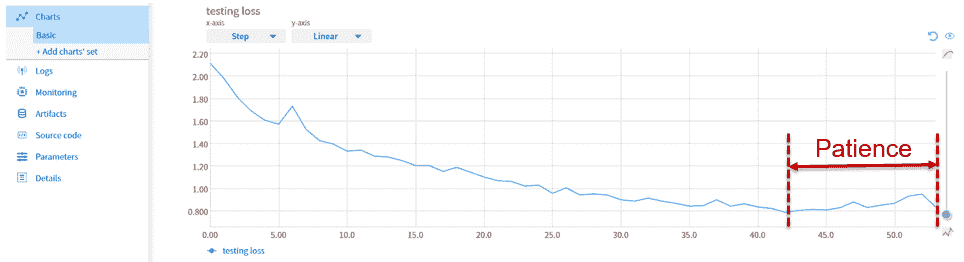 Charts
Basic
+ Add charts' set
Logs
Monitoring
Artifacts
Source code
Parameters
Details
testing loss
x-axis y-axis
Step Linear
2.20
2.00
1.80
1.60
1.40
1.20
1.00
0.800
Patience
0.00 5.00 10.0 15.0 20.0 25.0 30.0 35.0 40.0 45.0 50.0
testing loss